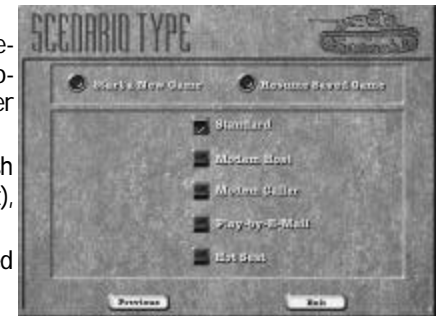 SCENARIO TYPE
e-
o-
er
Start a New Game Resume Saved Game
Standard
Modem Host
h
Modem Caller
),
Play-by-E-Mail
d
Hot Seat
Previous Exit